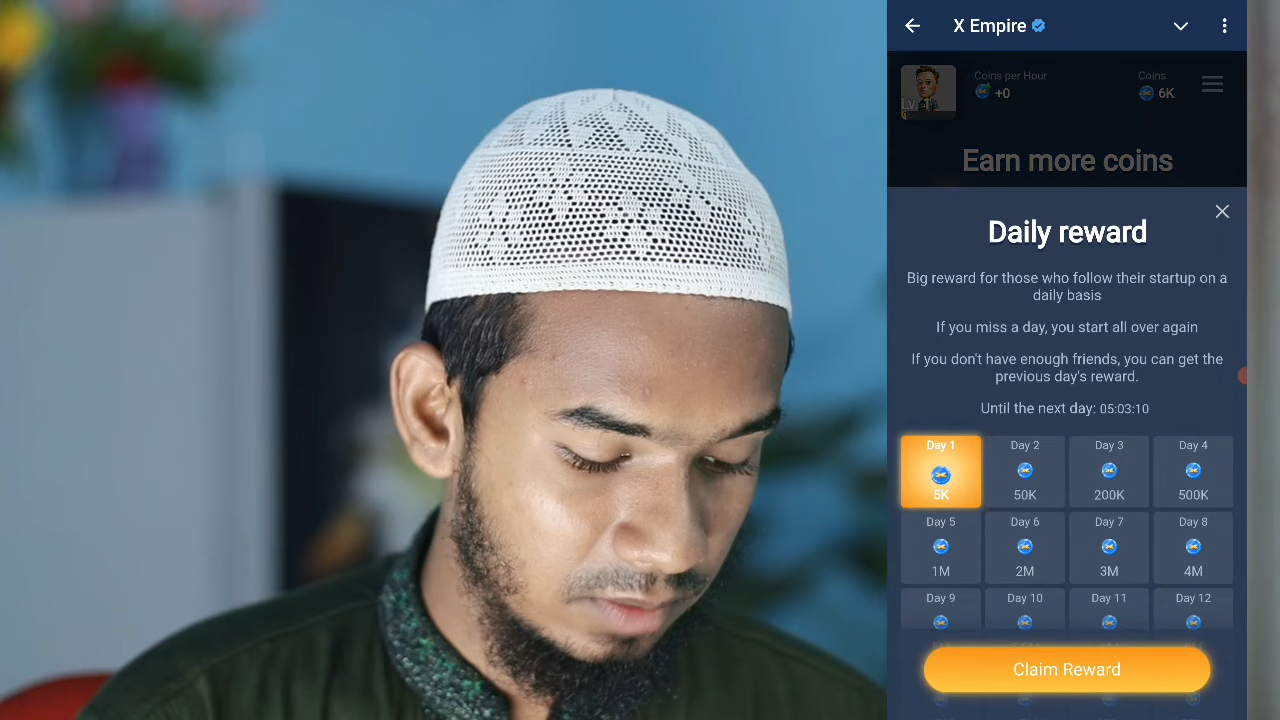 X Empire
Coins per Hour
+0
Coins
6K
Lv. 1
Earn more coins
Daily reward
Big reward for those who follow their startup on a
daily basis
If you miss a day, you start all over again
If you don't have enough friends, you can get the
previous day's reward.
Until the next day: 05:03:10
Day 1
5K
Day 2
50K
Day 3
200K
Day 4
500K
Day 5
1M
Day 6
2M
Day 7
3M
Day 8
4M
Day 9
Day 10
Day 11
Day 12
Claim Reward